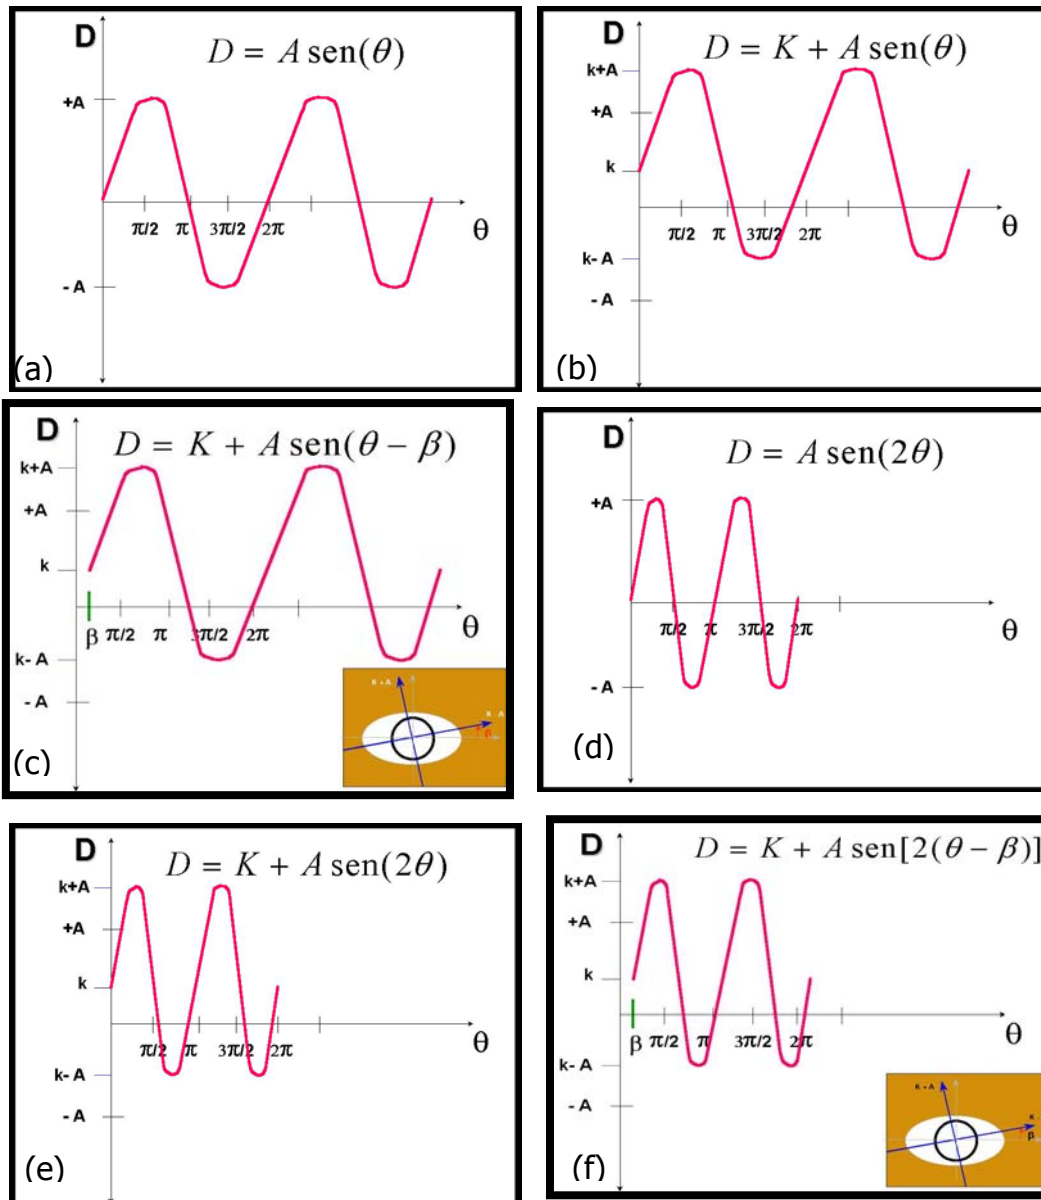 D
D = A sen(θ)
+A
π/2 π 3π/2 2π
θ
- A
(a)
D
D = K + A sen(θ)
k+A
+A
k
π/2 π 3π/2 2π
θ
k- A
- A
(b)
D
D = K + A sen(θ − β)
k+A
+A
k
β π/2 π 3π/2 2π
θ
k- A
- A
K + A
K A
β
(c)
D
D = A sen(2θ)
+A
π/2 π 3π/2 2π
θ
- A
(d)
D
D = K + A sen(2θ)
k+A
+A
k
π/2 π 3π/2 2π
θ
k- A
- A
(e)
D
D = K + A sen[2(θ − β)]
k+A
+A
k
β π/2 π 3π/2 2π
θ
k- A
- A
K + A
K -
β
(f)